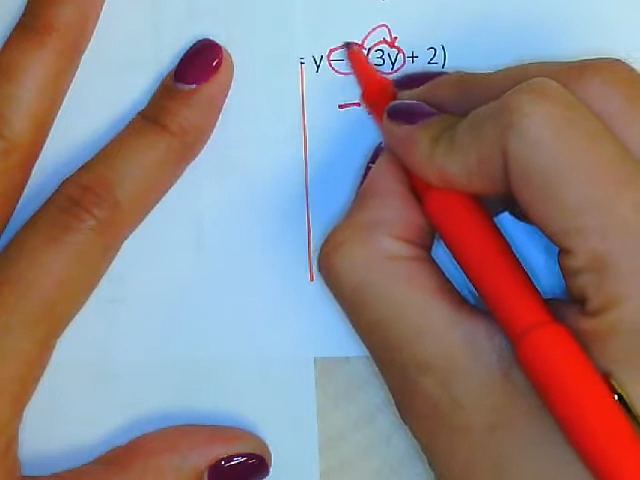 = y − (3y + 2)
−